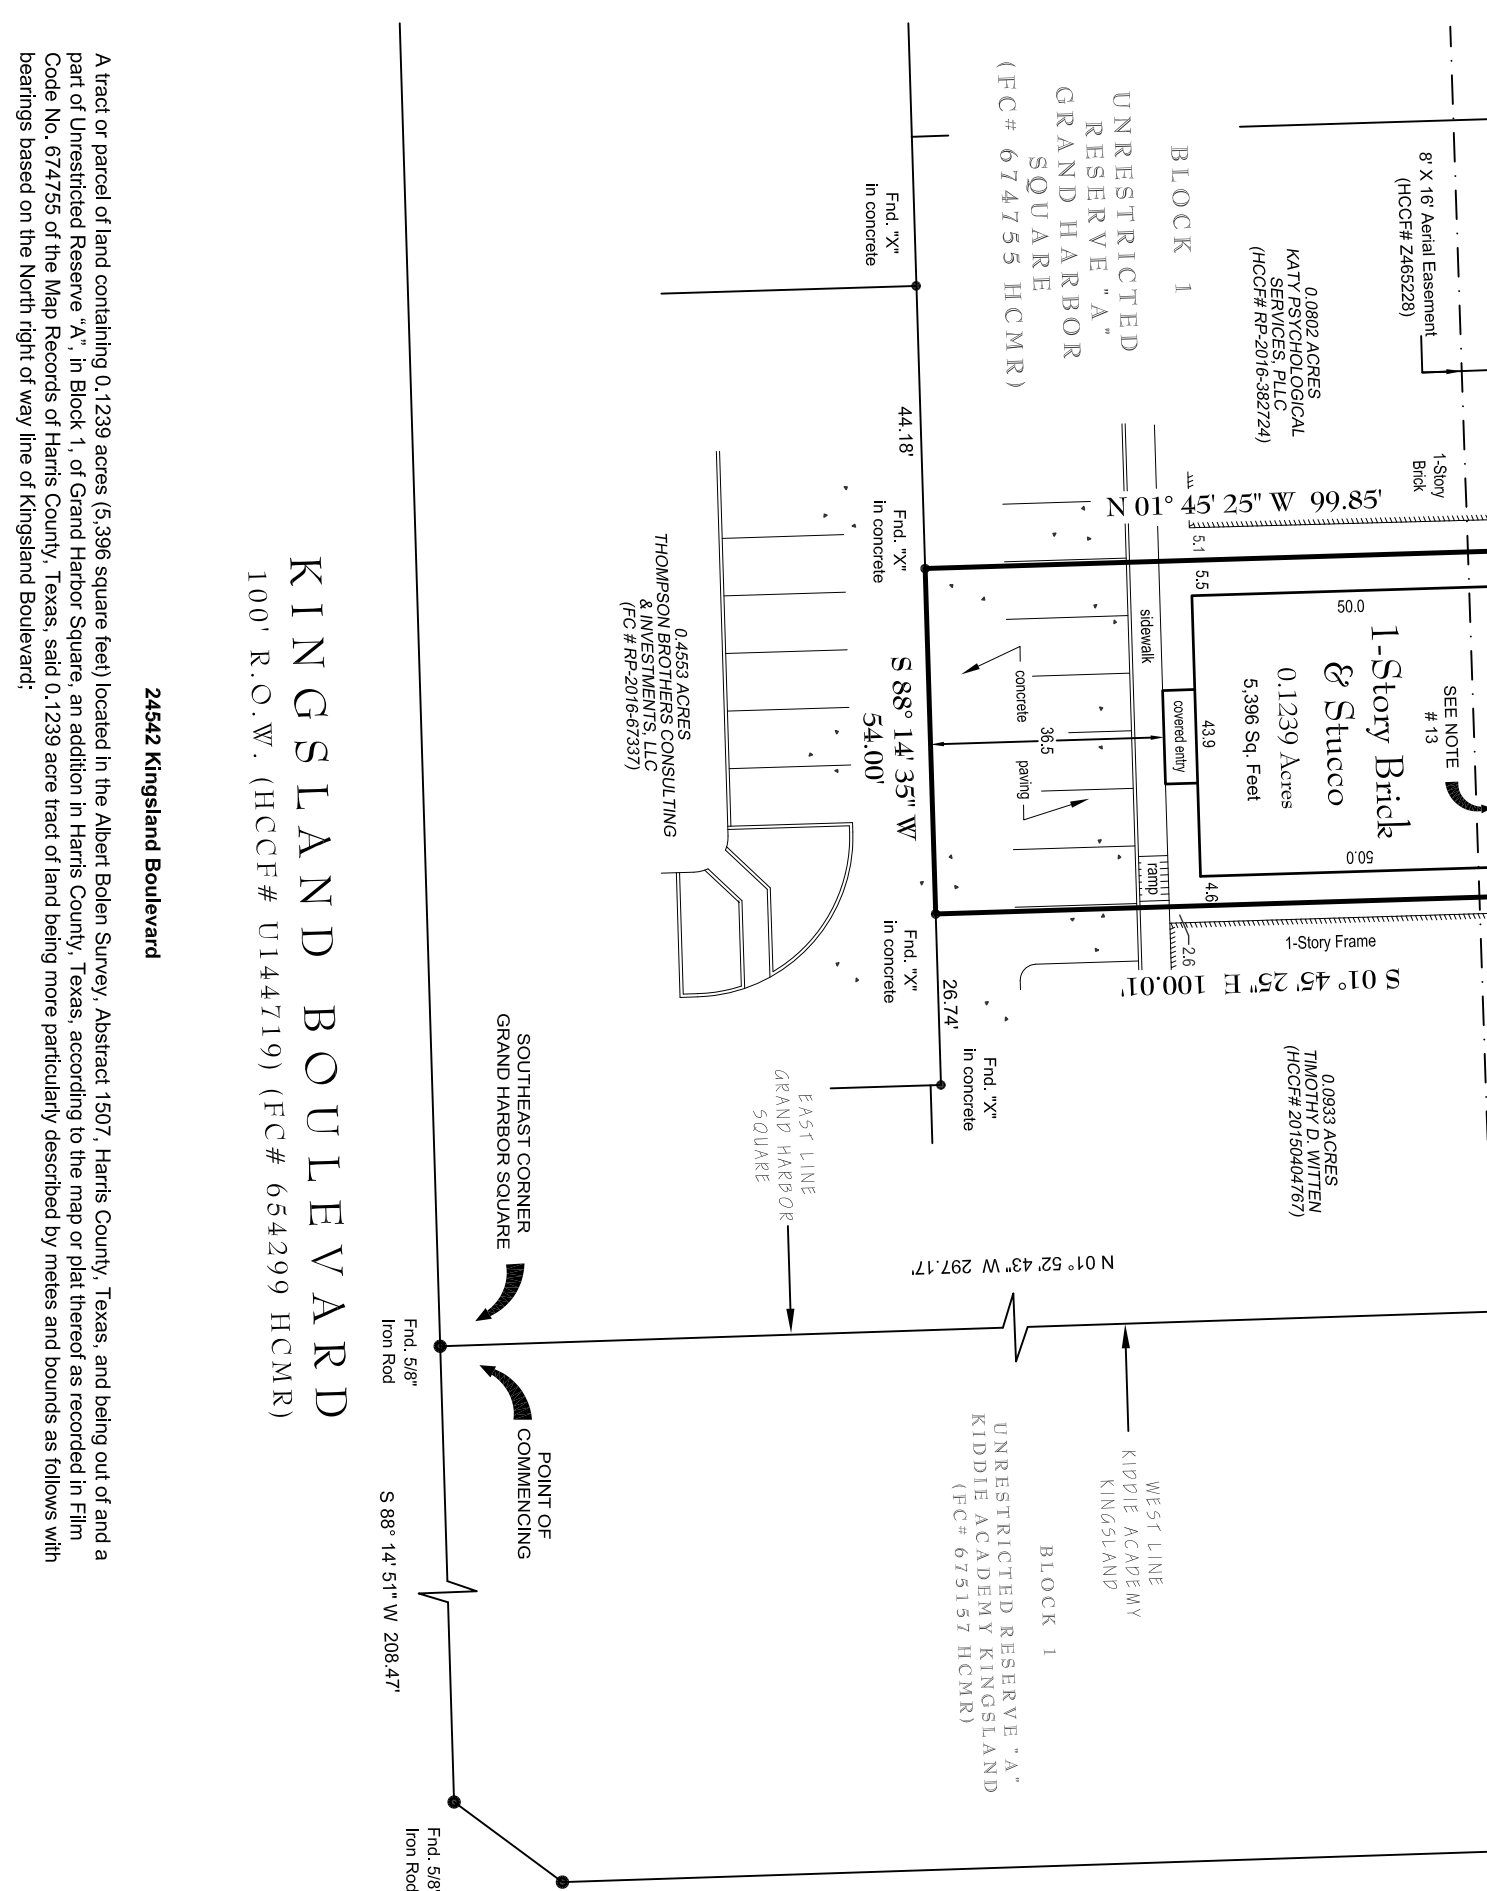 8' X 16' Aerial Easement
(HCCF# Z465228)
1-Story
Brick
SEE NOTE
# 13
0.0802 ACRES
KATY PSYCHOLOGICAL
SERVICES, PLLC
(HCCF# RP-2016-382724)
N 01° 45' 25" W 99.85'
50.0
1-Story Brick
& Stucco
0.1239 Acres
5,396 Sq. Feet
50.0
1-Story Frame
S 01° 45' 25" E 100.01'
0.0933 ACRES
TIMOTHY D. WITTEN
(HCCF# 20150404767)
BLOCK 1
UNRESTRICTED
RESERVE "A"
GRAND HARBOR
SQUARE
(FC# 674755 HCMR)
5.1
5.5
43.9
4.6
2.6
covered entry
sidewalk
ramp
concrete
36.5
paving
WEST LINE
KIDDIE ACADEMY
KINGSLAND
N 01° 52' 43" W 297.17'
BLOCK 1
UNRESTRICTED RESERVE "A"
KIDDIE ACADEMY KINGSLAND
(FC# 675157 HCMR)
Fnd. "X"
in concrete
44.18'
Fnd. "X"
in concrete
S 88° 14' 35" W
54.00'
Fnd. "X"
in concrete
26.74'
Fnd. "X"
in concrete
EAST LINE
GRAND HARBOR
SQUARE
0.4553 ACRES
THOMPSON BROTHERS CONSULTING
& INVESTMENTS, LLC
(FC # RP-2016-67337)
SOUTHEAST CORNER
GRAND HARBOR SQUARE
POINT OF
COMMENCING
Fnd. 5/8"
Iron Rod
S 88° 14' 51" W 208.47'
Fnd. 5/8"
Iron Rod
KINGSLAND BOULEVARD
100' R.O.W. (HCCF# U144719) (FC# 654299 HCMR)
24542 Kingsland Boulevard
A tract or parcel of land containing 0.1239 acres (5,396 square feet) located in the Albert Bolen Survey, Abstract 1507, Harris County, Texas, and being out of and a
part of Unrestricted Reserve "A", in Block 1, of Grand Harbor Square, an addition in Harris County, Texas, according to the map or plat thereof as recorded in Film
Code No. 674755 of the Map Records of Harris County, Texas, said 0.1239 acre tract of land being more particularly described by metes and bounds as follows with
bearings based on the North right of way line of Kingsland Boulevard;